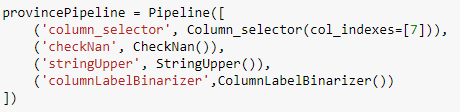 provincePipeline = Pipeline([
    ('column_selector', Column_selector(col_indexes=[7])),
    ('checkNan', CheckNan()),
    ('stringUpper', StringUpper()),
    ('columnLabelBinarizer',ColumnLabelBinarizer())
])